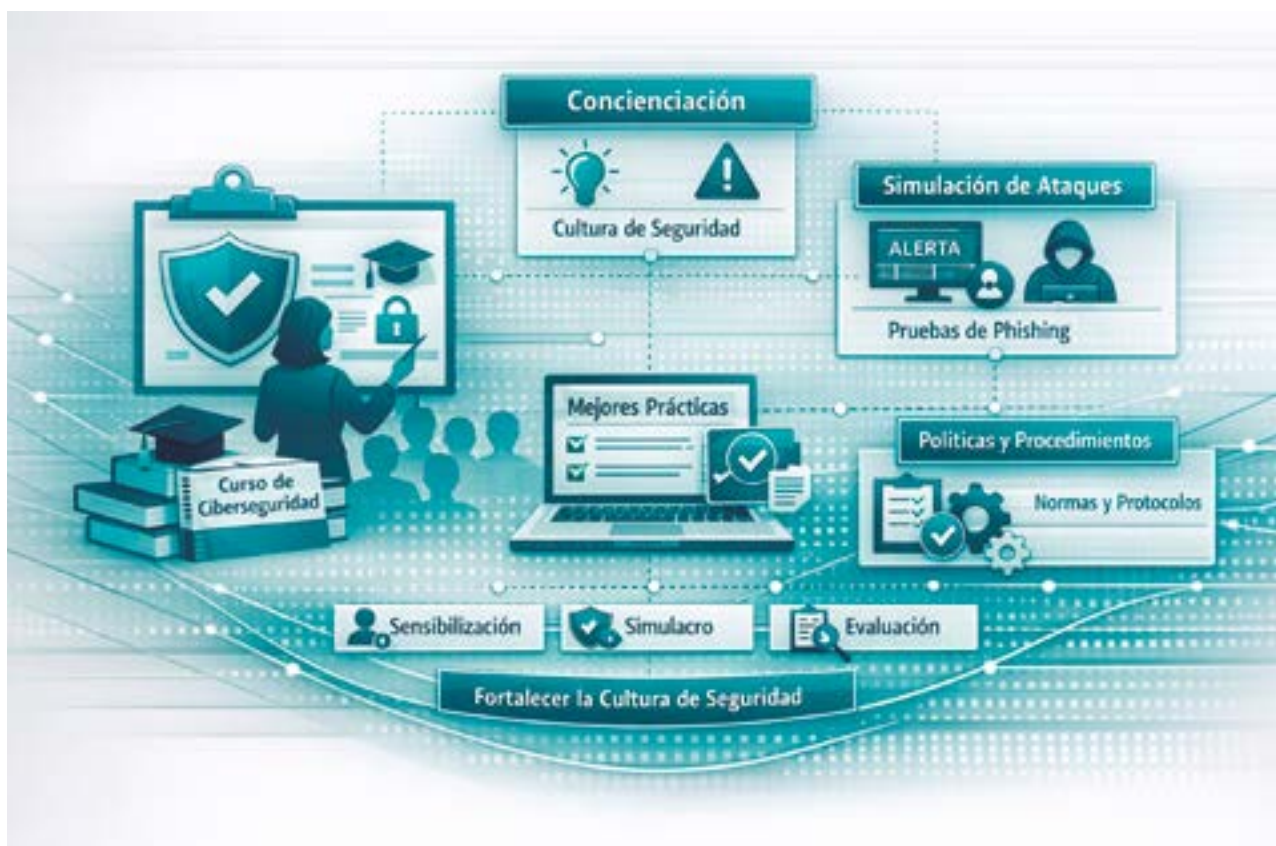 Concienciación
Cultura de Seguridad
Simulación de Ataques
ALERTA
Pruebas de Phishing
Mejores Prácticas
Políticas y Procedimientos
Normas y Protocolos
Curso de
Ciberseguridad
Sensibilización
Simulacro
Evaluación
Fortalecer la Cultura de Seguridad